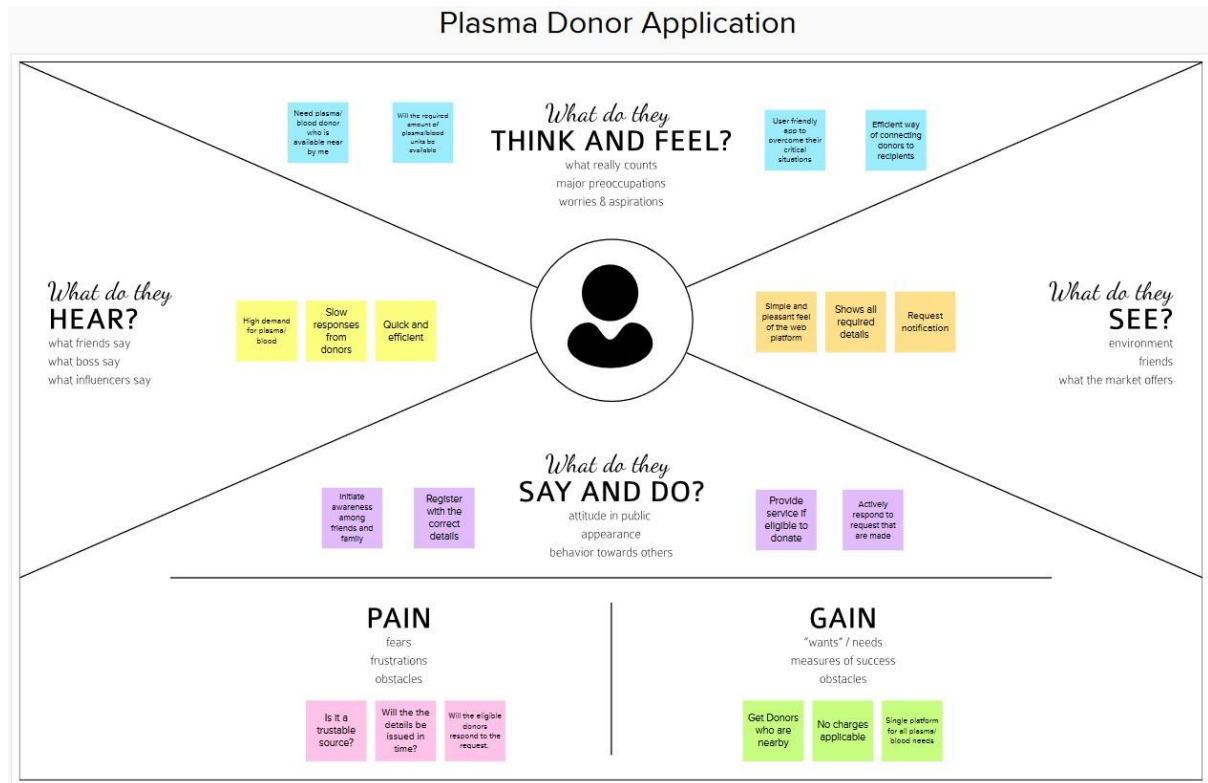 Plasma Donor Application
Need plasma/
blood donor
who is
available near
by me
Will the required
amount of
plasma/blood
units be
available
What do they
THINK AND FEEL?
what really counts
major preoccupations
worries & aspirations
User friendly
app to
overcome their
critical
situations
Efficient way
of connecting
donors to
recipients
What do they
HEAR?
what friends say
what boss say
what influencers say
High demand
for plasma/
blood
Slow
responses
from
donors
Quick and
efficient
Simple and
pleasant feel
of the web
platform
Shows all
required
details
Request
notification
What do they
SEE?
environment
friends
what the market offers
What do they
SAY AND DO?
attitude in public
appearance
behavior towards others
Initiate
awareness
among
friends and
family
Register
with the
correct
details
Provide
service if
eligible to
donate
Actively
respond to
request that
are made
PAIN
fears
frustrations
obstacles
Is it a
trustable
source?
Will the the
details be
issued in
time?
Will the eligible
donors
respond to the
request.
GAIN
"wants" / needs
measures of success
obstacles
Get Donors
who are
nearby
No charges
applicable
Single platform
for all plasma/
blood needs